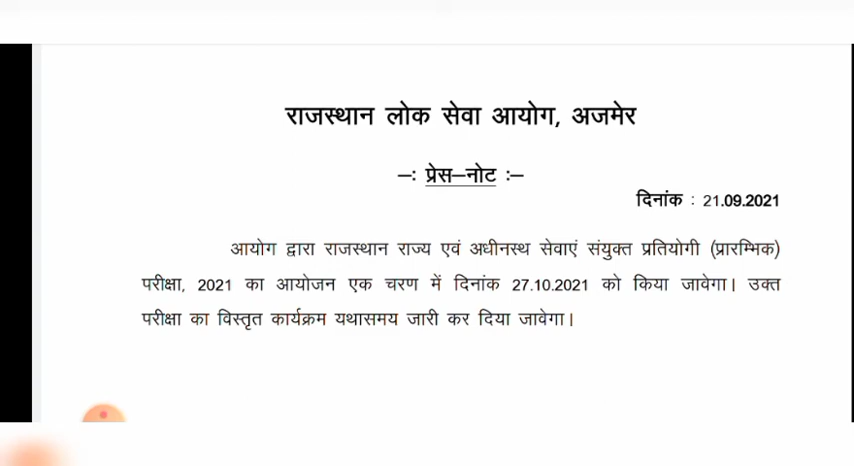 राजस्थान लोक सेवा आयोग, अजमेर
–: प्रेस–नोट :–
दिनांक : 21.09.2021
आयोग द्वारा राजस्थान राज्य एवं अधीनस्थ सेवाएं संयुक्त प्रतियोगी (प्रारम्भिक)
परीक्षा, 2021 का आयोजन एक चरण में दिनांक 27.10.2021 को किया जावेगा। उक्त
परीक्षा का विस्तृत कार्यक्रम यथासमय जारी कर दिया जावेगा।